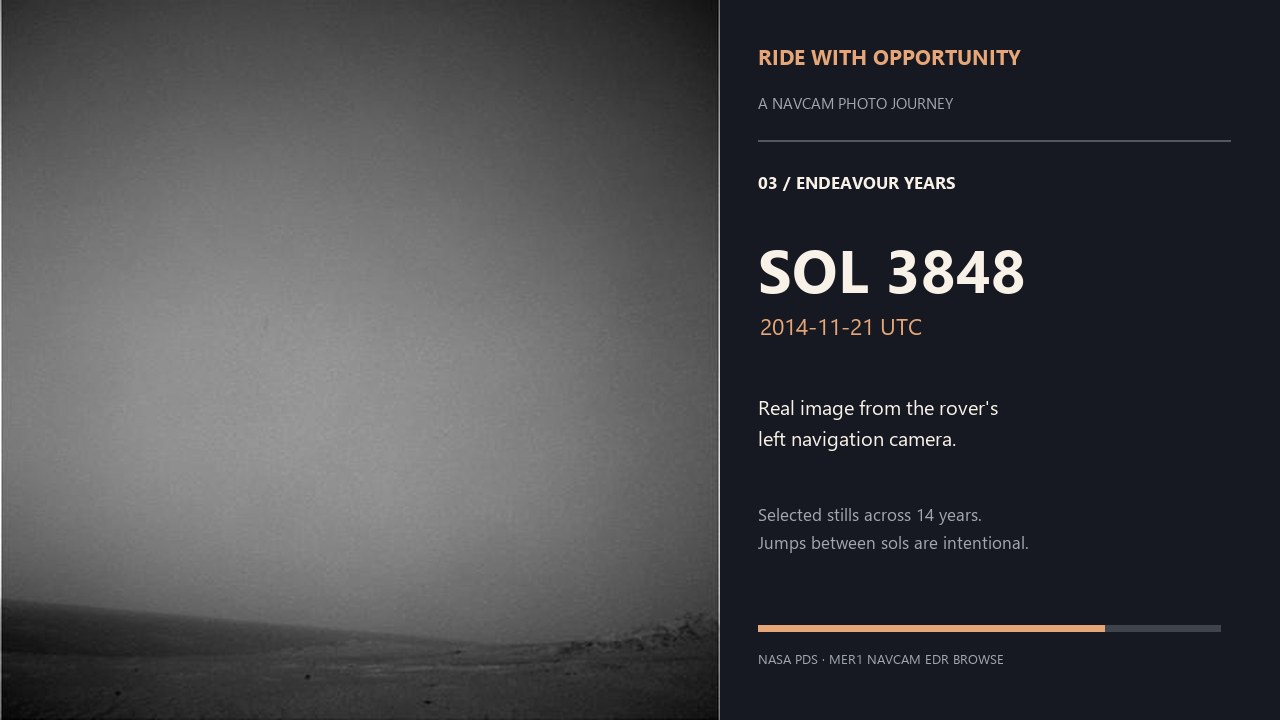 RIDE WITH OPPORTUNITY
A NAVCAM PHOTO JOURNEY
03 / ENDEAVOUR YEARS
SOL 3848
2014-11-21 UTC
Real image from the rover's
left navigation camera.
Selected stills across 14 years.
Jumps between sols are intentional.
NASA PDS · MER1 NAVCAM EDR BROWSE